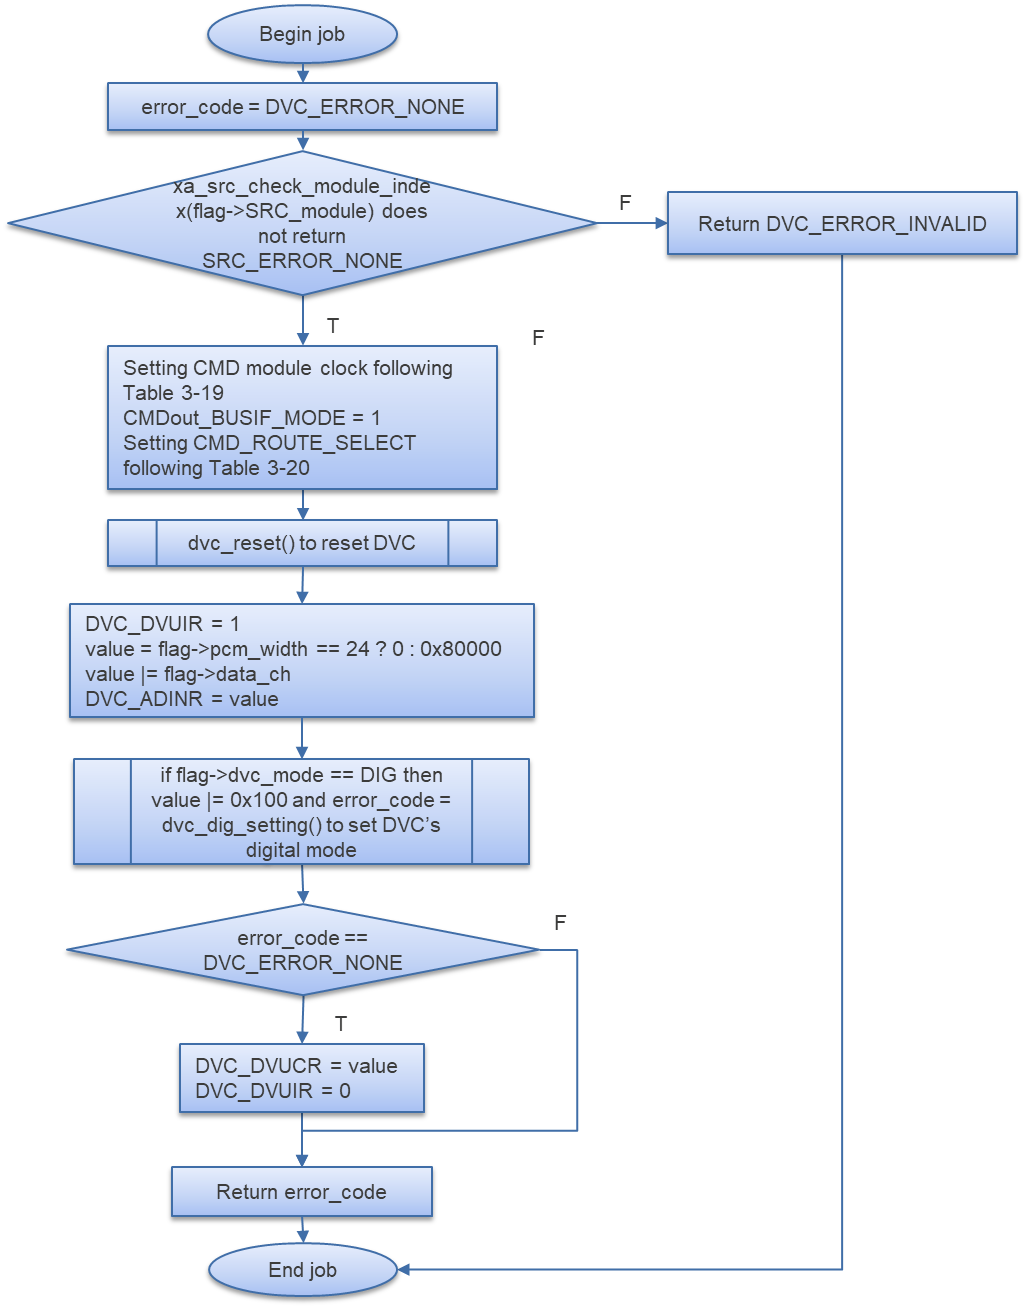 Begin job
error_code = DVC_ERROR_NONE
xa_src_check_module_inde
x(flag->SRC_module) does
not return
SRC_ERROR_NONE
F
Return DVC_ERROR_INVALID
T
F
Setting CMD module clock following
Table 3-19
CMDout_BUSIF_MODE = 1
Setting CMD_ROUTE_SELECT
following Table 3-20
dvc_reset() to reset DVC
DVC_DVUIR = 1
value = flag->pcm_width == 24 ? 0 : 0x80000
value |= flag->data_ch
DVC_ADINR = value
if flag->dvc_mode == DIG then
value |= 0x100 and error_code =
dvc_dig_setting() to set DVC’s
digital mode
F
error_code ==
DVC_ERROR_NONE
T
DVC_DVUCR = value
DVC_DVUIR = 0
Return error_code
End job